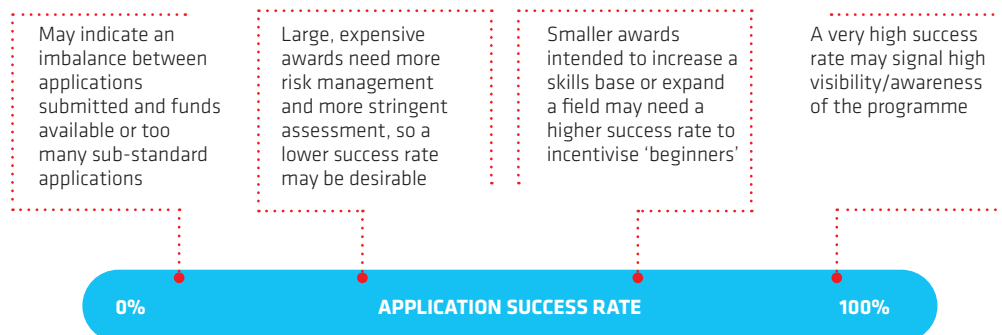 May indicate an
imbalance between
applications
submitted and funds
available or too
many sub-standard
applications
Large, expensive
awards need more
risk management
and more stringent
assessment, so a
lower success rate
may be desirable
Smaller awards
intended to increase a
skills base or expand
a field may need a
higher success rate to
incentivise ‘beginners’
A very high success
rate may signal high
visibility/awareness
of the programme
0% APPLICATION SUCCESS RATE 100%